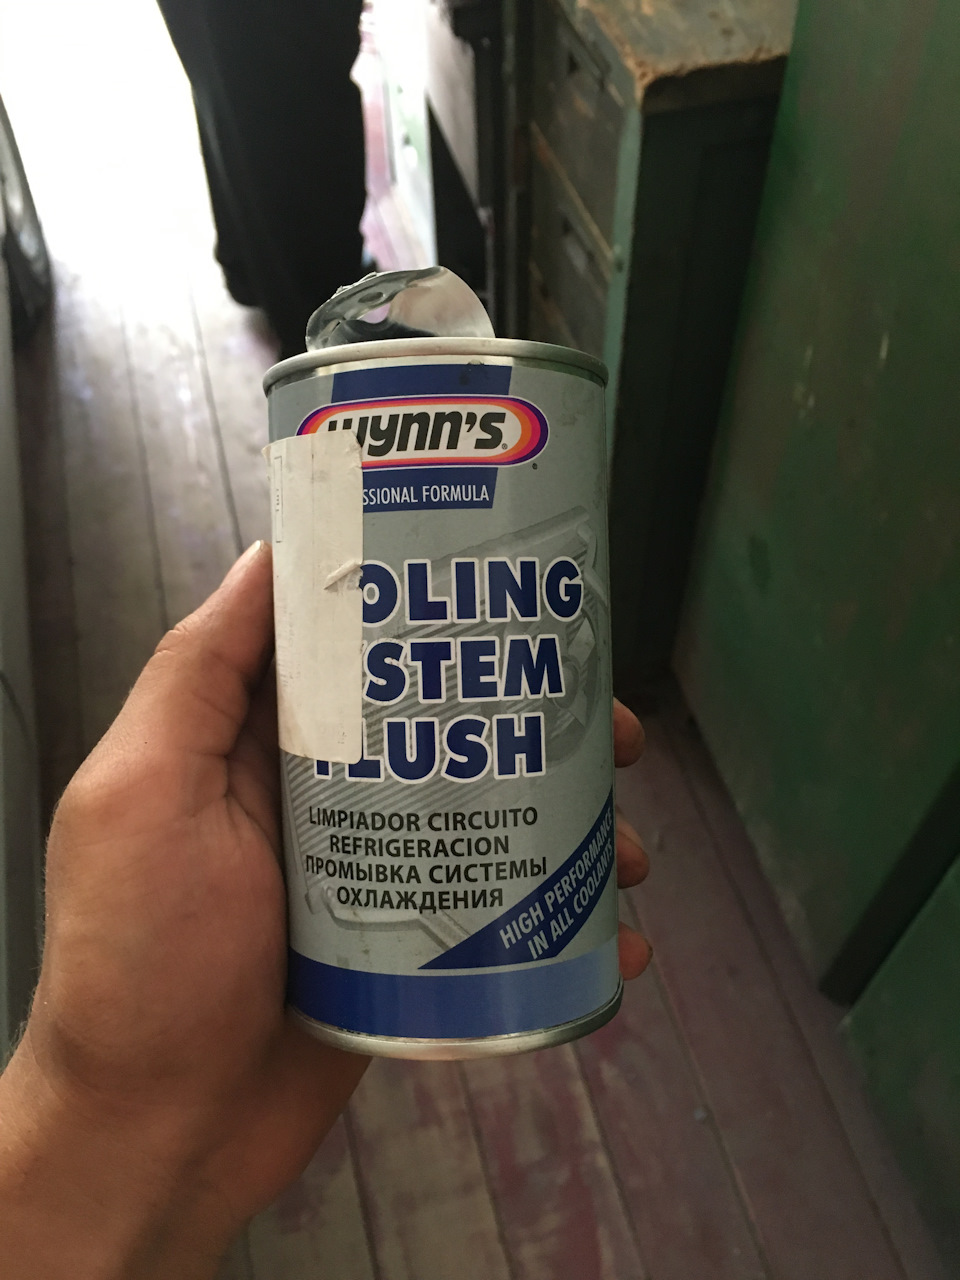 wynn's
SSIONAL FORMULA
OLING
STEM
LUSH
LIMPIADOR CIRCUITO
REFRIGERACION
ПРОМЫВКА СИСТЕМЫ
ОХЛАЖДЕНИЯ
HIGH PERFORMANCE
IN ALL COOLANTS